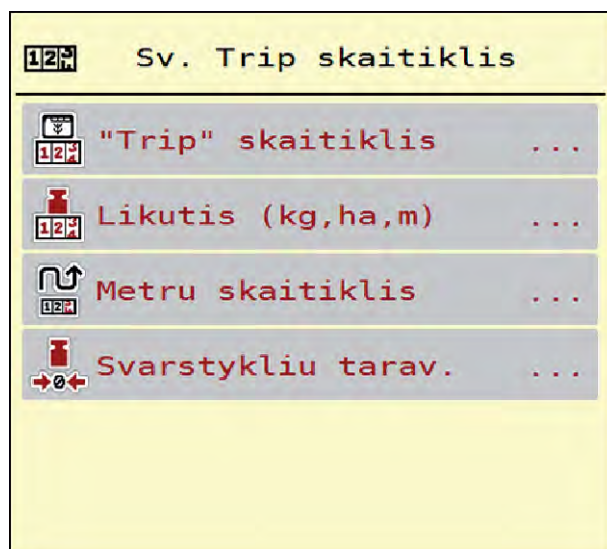 Sv. Trip skaitiklis
"Trip" skaitiklis ...
Likutis (kg,ha,m) ...
Metru skaitiklis ...
Svarstykliu tarav. ...